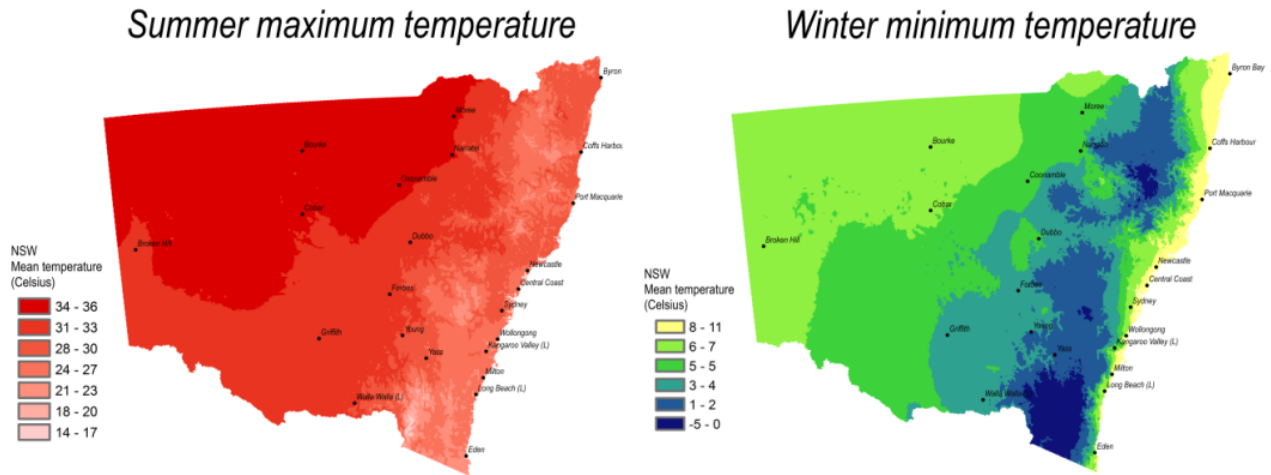 Summer maximum temperature
Byron
Moree
Bourke
Narrabri
Coffs Harbou
Coonamble
Port Macquarie
Cobar
Dubbo
Broken Hill
Newcastle
Central Coast
Forbes
Sydney
Griffith
Young
Wollongong
Kangaroo Valley (L)
Yass
Milton
Long Beach (L)
Walla Walla (L)
Eden
NSW
Mean temperature
(Celsius)
34 - 36
31 - 33
28 - 30
24 - 27
21 - 23
18 - 20
14 - 17
Winter minimum temperature
Byron Bay
Moree
Bourke
Narrabri
Coffs Harbour
Coonamble
Port Macquarie
Cobar
Dubbo
Broken Hill
Newcastle
Central Coast
Forbes
Sydney
Griffith
Young
Wollongong
Kangaroo Valley (L)
Yass
Milton
Long Beach (L)
Walla Walla
Eden
NSW
Mean temperature
(Celsius)
8 - 11
6 - 7
5 - 5
3 - 4
1 - 2
-5 - 0